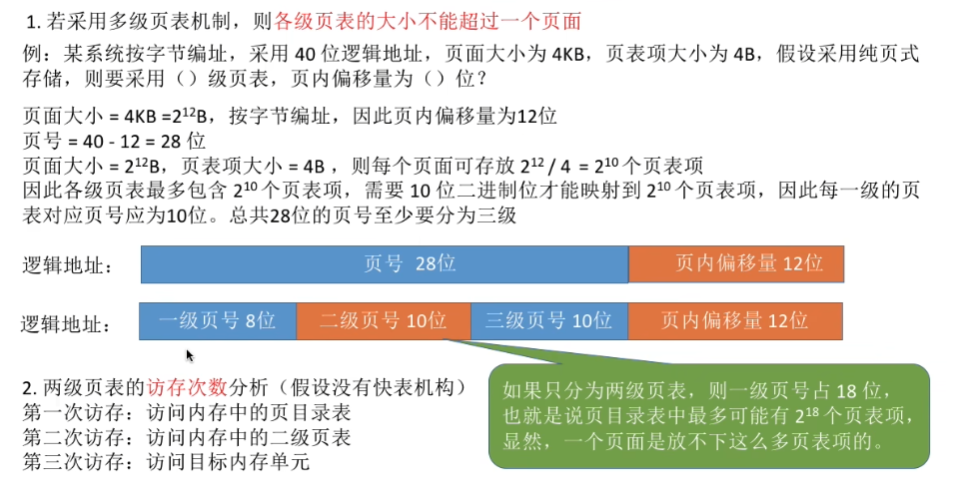 1. 若采用多级页表机制，则各级页表的大小不能超过一个页面
例：某系统按字节编址，采用 40 位逻辑地址，页面大小为 4KB，页表项大小为 4B，假设采用纯页式
存储，则要采用（）级页表，页内偏移量为（）位？
页面大小 = 4KB =2¹²B，按字节编址，因此页内偏移量为12位
页号 = 40 - 12 = 28 位
页面大小 = 2¹²B，页表项大小 = 4B ，则每个页面可存放 2¹² / 4 = 2¹⁰ 个页表项
因此各级页表最多包含 2¹⁰ 个页表项，需要 10 位二进制位才能映射到 2¹⁰ 个页表项，因此每一级的页
表对应页号应为10位。总共28位的页号至少要分为三级
逻辑地址： 页号 28位 页内偏移量 12位
逻辑地址： 一级页号 8位 二级页号 10位 三级页号 10位 页内偏移量 12位
2. 两级页表的访存次数分析（假设没有快表机构）
第一次访存：访问内存中的页目录表
第二次访存：访问内存中的二级页表
第三次访存：访问目标内存单元
如果只分为两级页表，则一级页号占 18 位，
也就是说页目录表中最多可能有 2¹⁸ 个页表项，
显然，一个页面是放不下这么多页表项的。